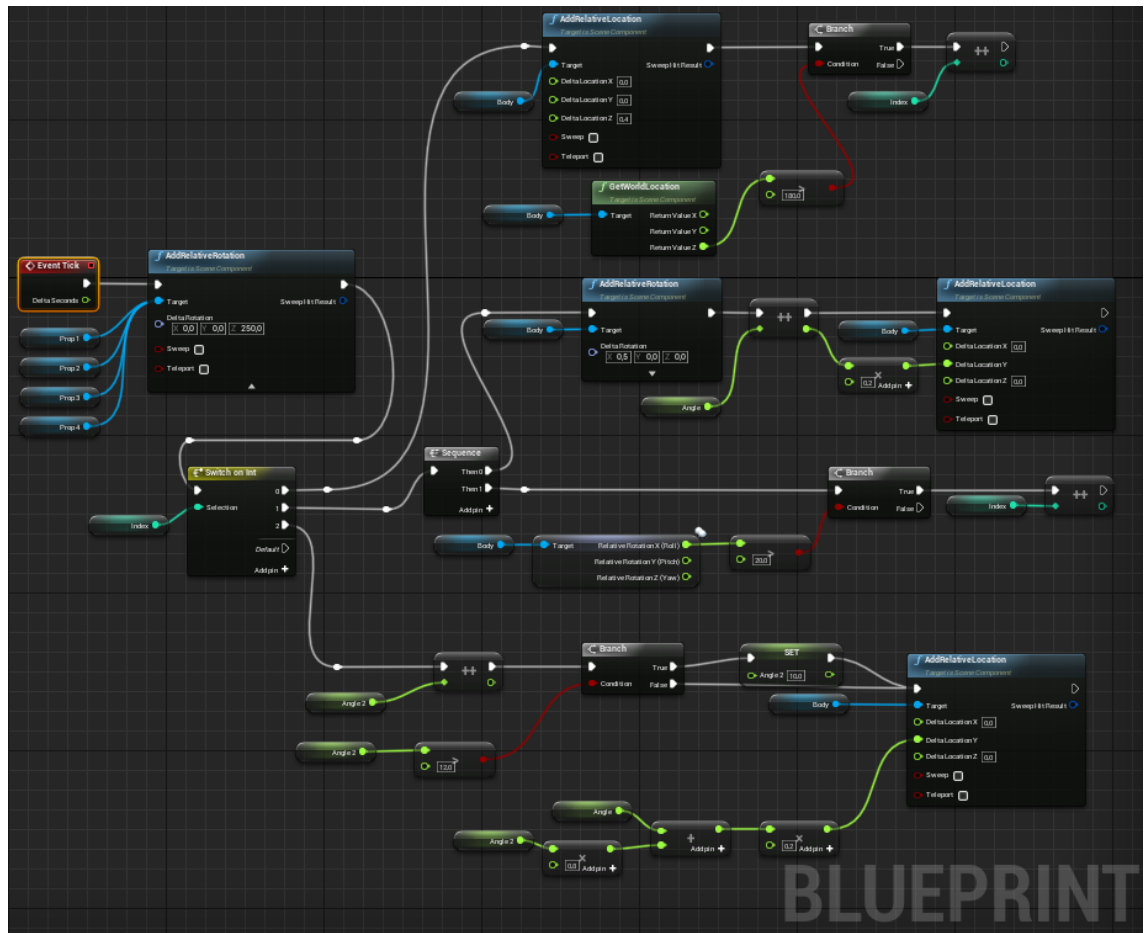 AddRelativeLocation
Target is Scene Component
Target
Sweep Hit Result
Delta Location X 0,0
Delta Location Y 0,0
Delta Location Z 0,4
Sweep
Teleport
Body
Branch
True
Condition
False
++
Index
GetWorldLocation
Target is Scene Component
Body
Target
Return Value X
Return Value Y
Return Value Z
>
180,0
Event Tick
Delta Seconds
Prop 1
Prop 2
Prop 3
Prop 4
AddRelativeRotation
Target is Scene Component
Target
Sweep Hit Result
Delta Rotation
X 0,0 Y 0,0 Z 250,0
Sweep
Teleport
AddRelativeRotation
Target is Scene Component
Body
Target
Delta Rotation
X 0,5 Y 0,0 Z 0,0
++
Angle
Body
x
0,2 Add pin +
AddRelativeLocation
Target is Scene Component
Target
Sweep Hit Result
Delta Location X 0,0
Delta Location Y
Delta Location Z 0,0
Sweep
Teleport
Switch on Int
0
Selection
1
2
Default
Add pin +
Index
Sequence
Then 0
Then 1
Add pin +
Body
Target
Relative Rotation X (Roll)
Relative Rotation Y (Pitch)
Relative Rotation Z (Yaw)
>
20,0
Branch
True
Condition
False
Index
++
Angle 2
++
Angle 2
>
12,0
Branch
True
Condition
False
SET
Angle 2 10,0
Body
AddRelativeLocation
Target is Scene Component
Target
Sweep Hit Result
Delta Location X 0,0
Delta Location Y
Delta Location Z 0,0
Sweep
Teleport
Angle
Angle 2
x
0,0 Add pin +
+
Add pin +
x
0,2 Add pin +
BLUEPRINT